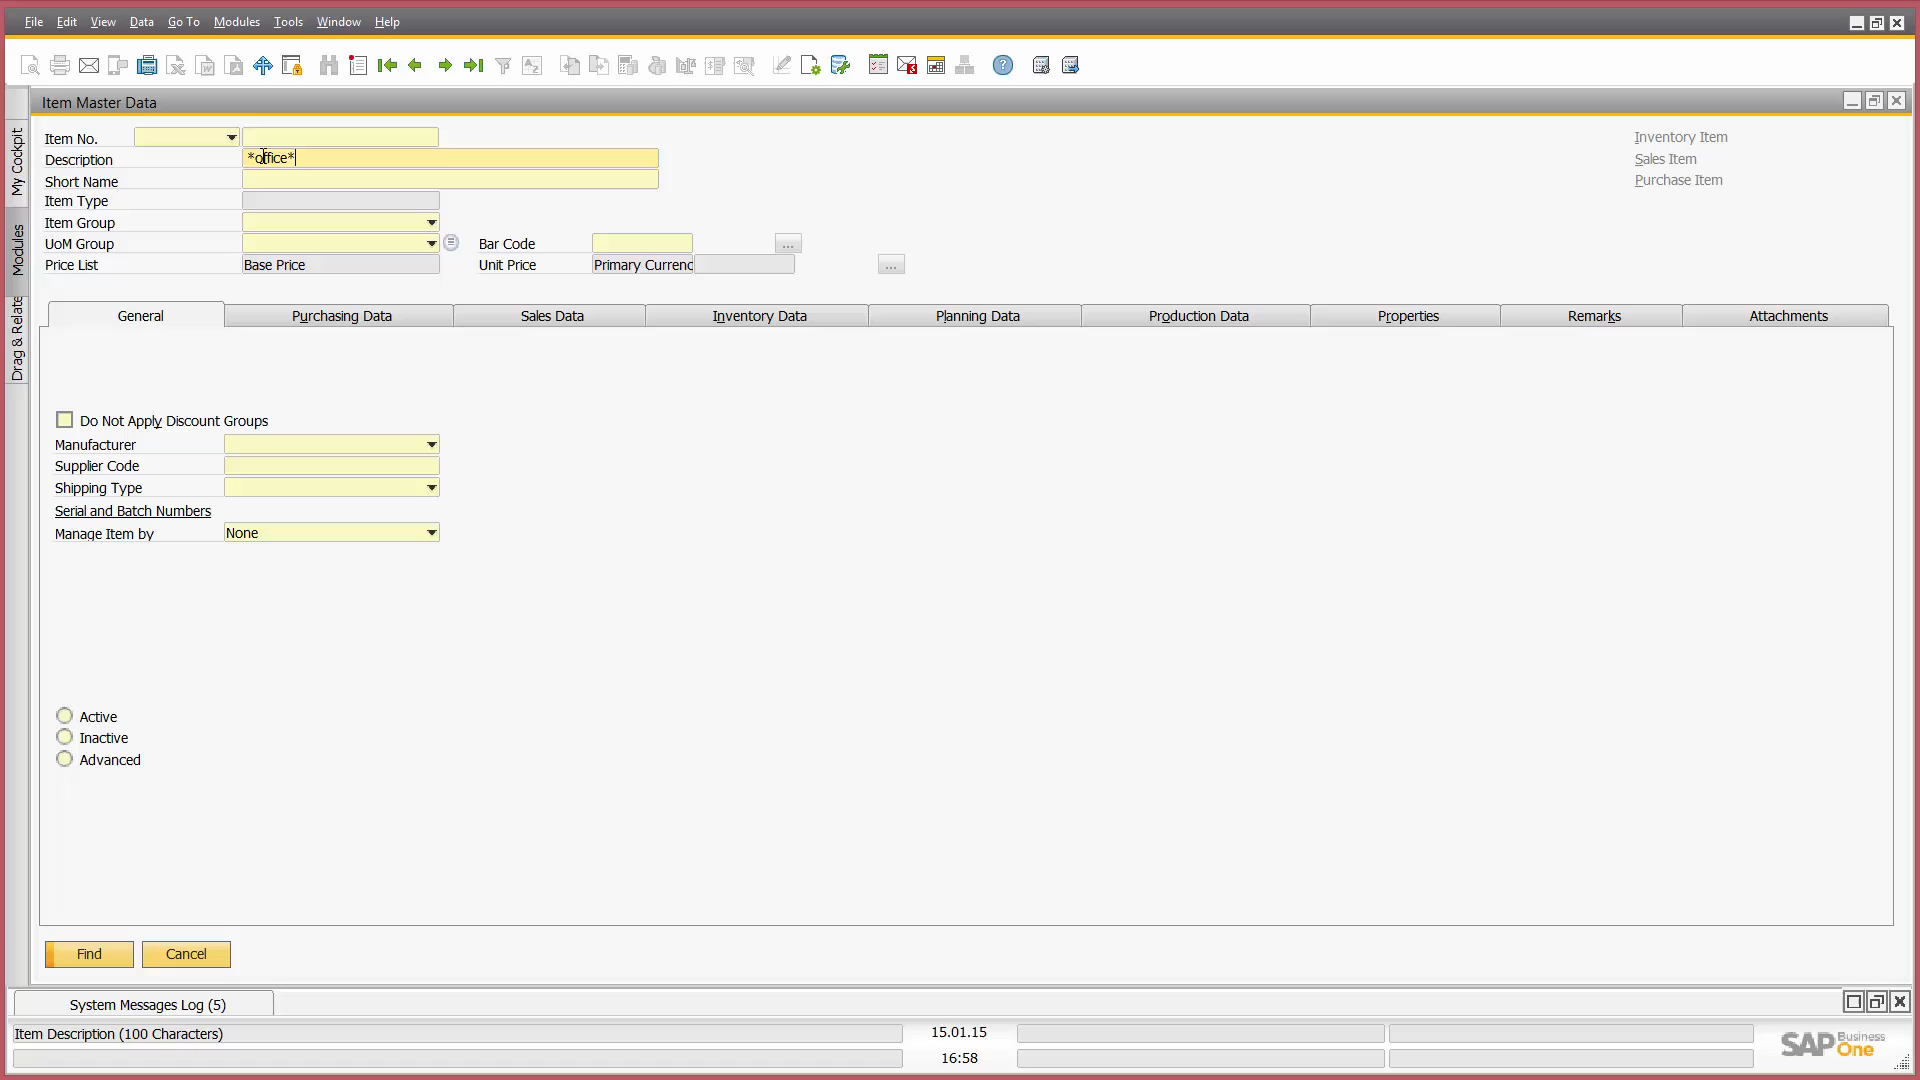 File Edit View Data Go To Modules Tools Window Help
Item Master Data
My Cockpit
Modules
Drag & Relate
Item No.
Description *office*
Short Name
Item Type
Item Group
UoM Group Bar Code ...
Price List Base Price Unit Price Primary Currenc ...
Inventory Item
Sales Item
Purchase Item
General Purchasing Data Sales Data Inventory Data Planning Data Production Data Properties Remarks Attachments
Do Not Apply Discount Groups
Manufacturer
Supplier Code
Shipping Type
Serial and Batch Numbers
Manage Item by None
Active
Inactive
Advanced
Find Cancel
System Messages Log (5)
Item Description (100 Characters) 15.01.15
16:58
SAP Business One